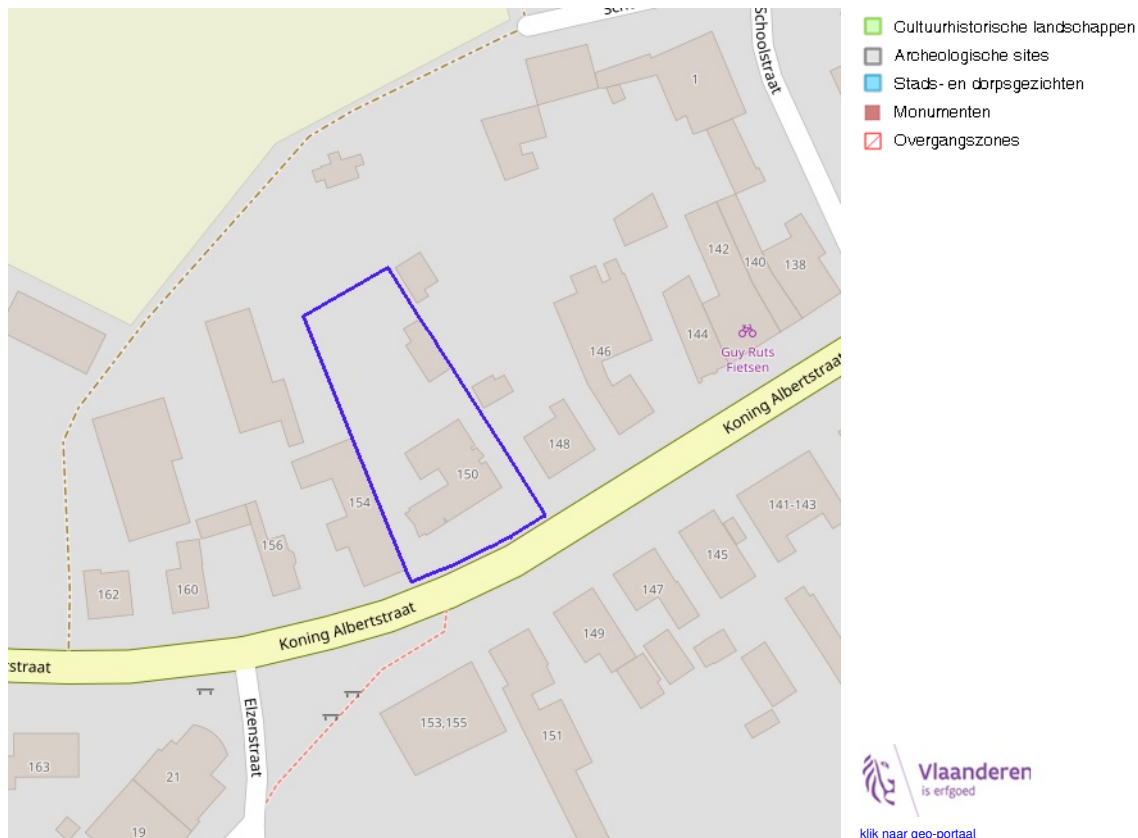 Schoolstraat
1
142
140
138
144
146
Guy Ruts
Fietsen
Koning Albertstraat
148
150
154
141-143
145
156
147
162
160
149
Koning Albertstraat
straat
Elzenstraat
153,155
151
163
21
19
Cultuurhistorische landschappen
Archeologische sites
Stads- en dorpsgezichten
Monumenten
Overgangszones
Vlaanderen
is erfgoed
klik naar geo-portaal